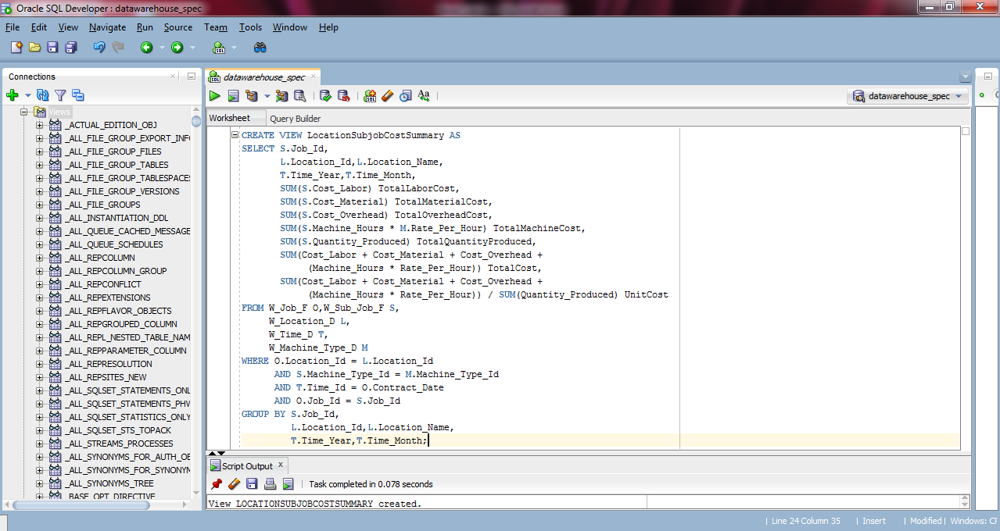 Oracle SQL Developer : datawarehouse_spec
File Edit View Navigate Run Source Team Tools Window Help
Connections
Views
_ACTUAL_EDITION_OBJ
_ALL_FILE_GROUP_EXPORT_INF
_ALL_FILE_GROUP_FILES
_ALL_FILE_GROUP_TABLES
_ALL_FILE_GROUP_TABLESPACES
_ALL_FILE_GROUP_VERSIONS
_ALL_FILE_GROUPS
_ALL_INSTANTIATION_DDL
_ALL_QUEUE_CACHED_MESSAGE
_ALL_QUEUE_SCHEDULES
_ALL_REPCOLUMN
_ALL_REPCOLUMN_GROUP
_ALL_REPCONFLICT
_ALL_REPEXTENSIONS
_ALL_REPFLAVOR_OBJECTS
_ALL_REPGROUPED_COLUMN
_ALL_REPL_NESTED_TABLE_NAM
_ALL_REPPARAMETER_COLUMN
_ALL_REPRESOLUTION
_ALL_REPSITES_NEW
_ALL_SQLSET_STATEMENTS_ONL
_ALL_SQLSET_STATEMENTS_PHV
_ALL_SQLSET_STATISTICS_ONLY
_ALL_SQLSET_STS_TOPACK
_ALL_STREAMS_PROCESSES
_ALL_SYNONYMS_FOR_AUTH_OB
_ALL_SYNONYMS_FOR_SYNONYM
_ALL_SYNONYMS_TREE
_BASE_OPT_DIRECTIVE
datawarehouse_spec
datawarehouse_spec
Worksheet Query Builder
CREATE VIEW LocationSubjobCostSummary AS
SELECT S.Job_Id,
L.Location_Id,L.Location_Name,
T.Time_Year,T.Time_Month,
SUM(S.Cost_Labor) TotalLaborCost,
SUM(S.Cost_Material) TotalMaterialCost,
SUM(S.Cost_Overhead) TotalOverheadCost,
SUM(S.Machine_Hours * M.Rate_Per_Hour) TotalMachineCost,
SUM(S.Quantity_Produced) TotalQuantityProduced,
SUM(Cost_Labor + Cost_Material + Cost_Overhead +
(Machine_Hours * Rate_Per_Hour)) TotalCost,
SUM(Cost_Labor + Cost_Material + Cost_Overhead +
(Machine_Hours * Rate_Per_Hour)) / SUM(Quantity_Produced) UnitCost
FROM W_Job_F O,W_Sub_Job_F S,
W_Location_D L,
W_Time_D T,
W_Machine_Type_D M
WHERE O.Location_Id = L.Location_Id
AND S.Machine_Type_Id = M.Machine_Type_Id
AND T.Time_Id = O.Contract_Date
AND O.Job_Id = S.Job_Id
GROUP BY S.Job_Id,
L.Location_Id,L.Location_Name,
T.Time_Year,T.Time_Month;
Script Output
Task completed in 0.078 seconds
View LOCATIONSUBJOBCOSTSUMMARY created.
Line 24 Column 35 | Insert | Modified | Windows: CF